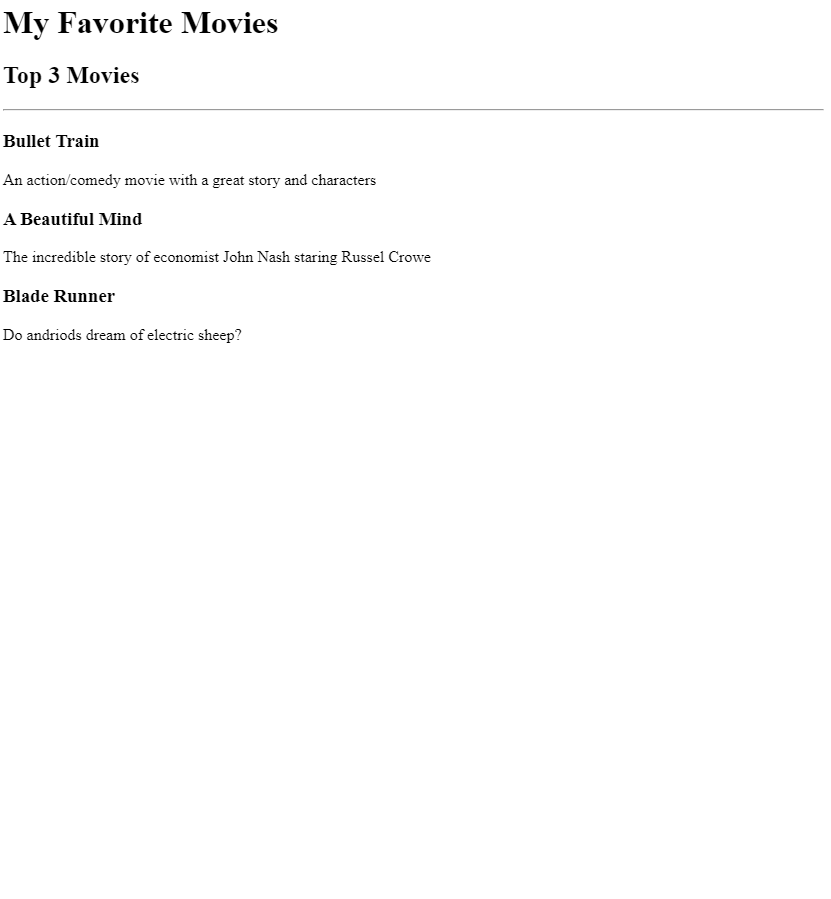 My Favorite Movies
Top 3 Movies
Bullet Train
An action/comedy movie with a great story and characters
A Beautiful Mind
The incredible story of economist John Nash staring Russel Crowe
Blade Runner
Do andriods dream of electric sheep?